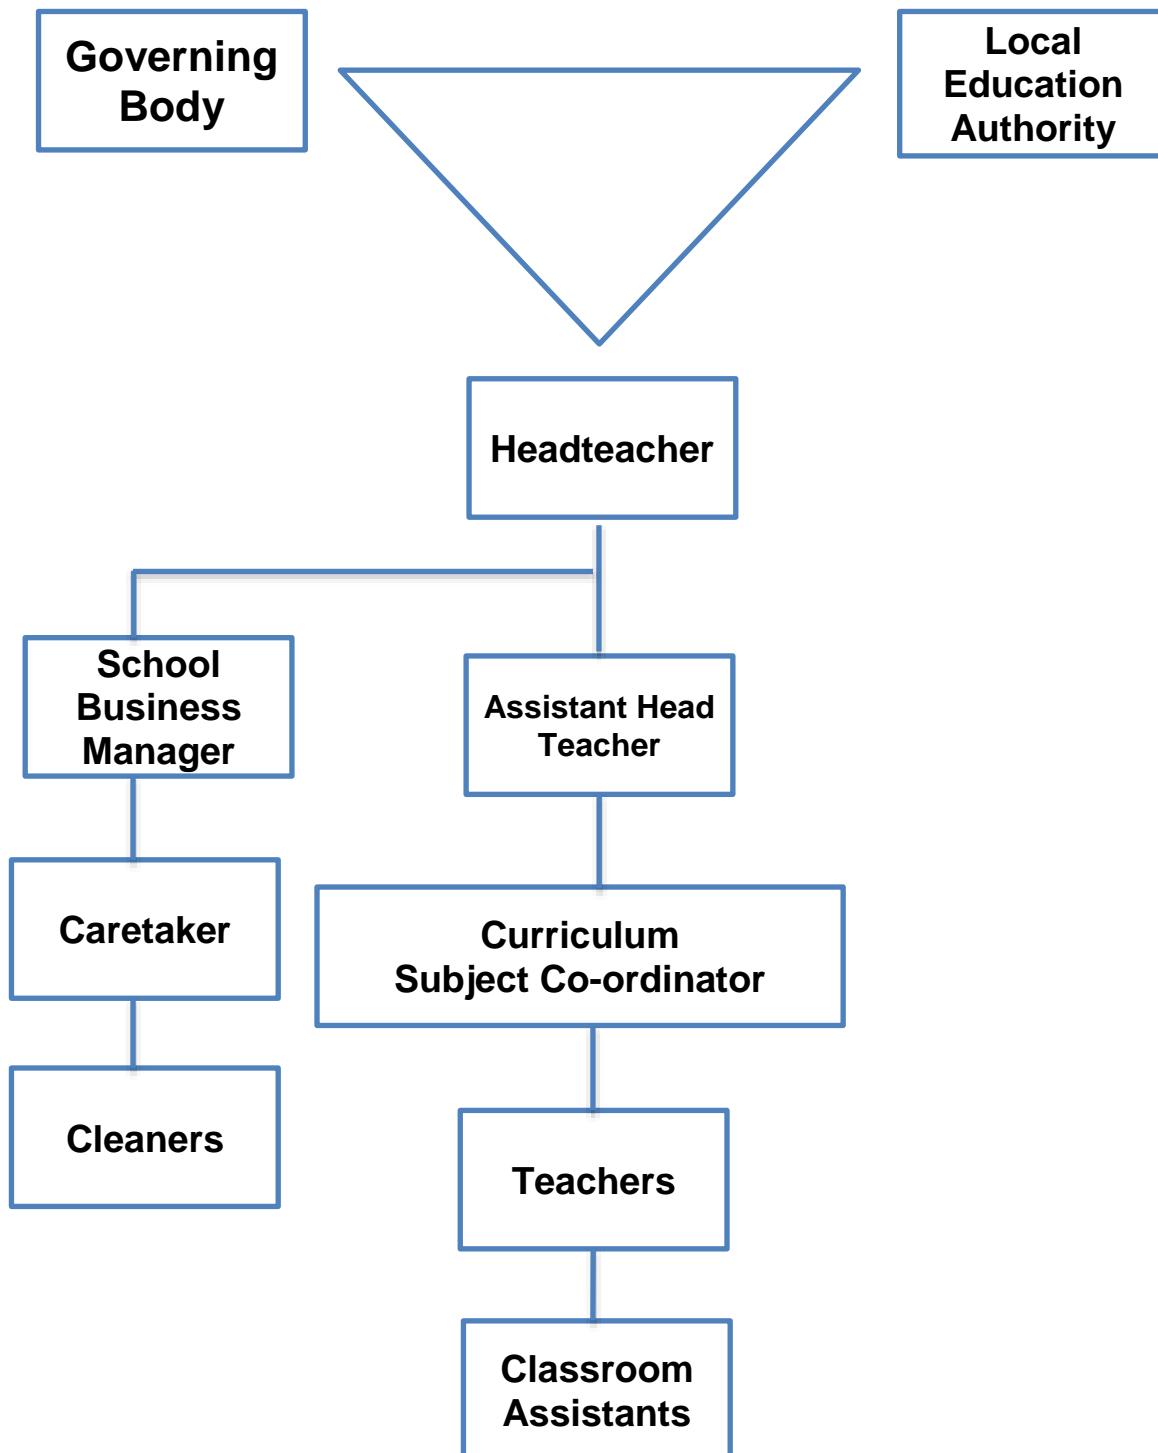 Governing
Body
Local
Education
Authority
Headteacher
School
Business
Manager
Assistant Head
Teacher
Caretaker
Curriculum
Subject Co-ordinator
Cleaners
Teachers
Classroom
Assistants